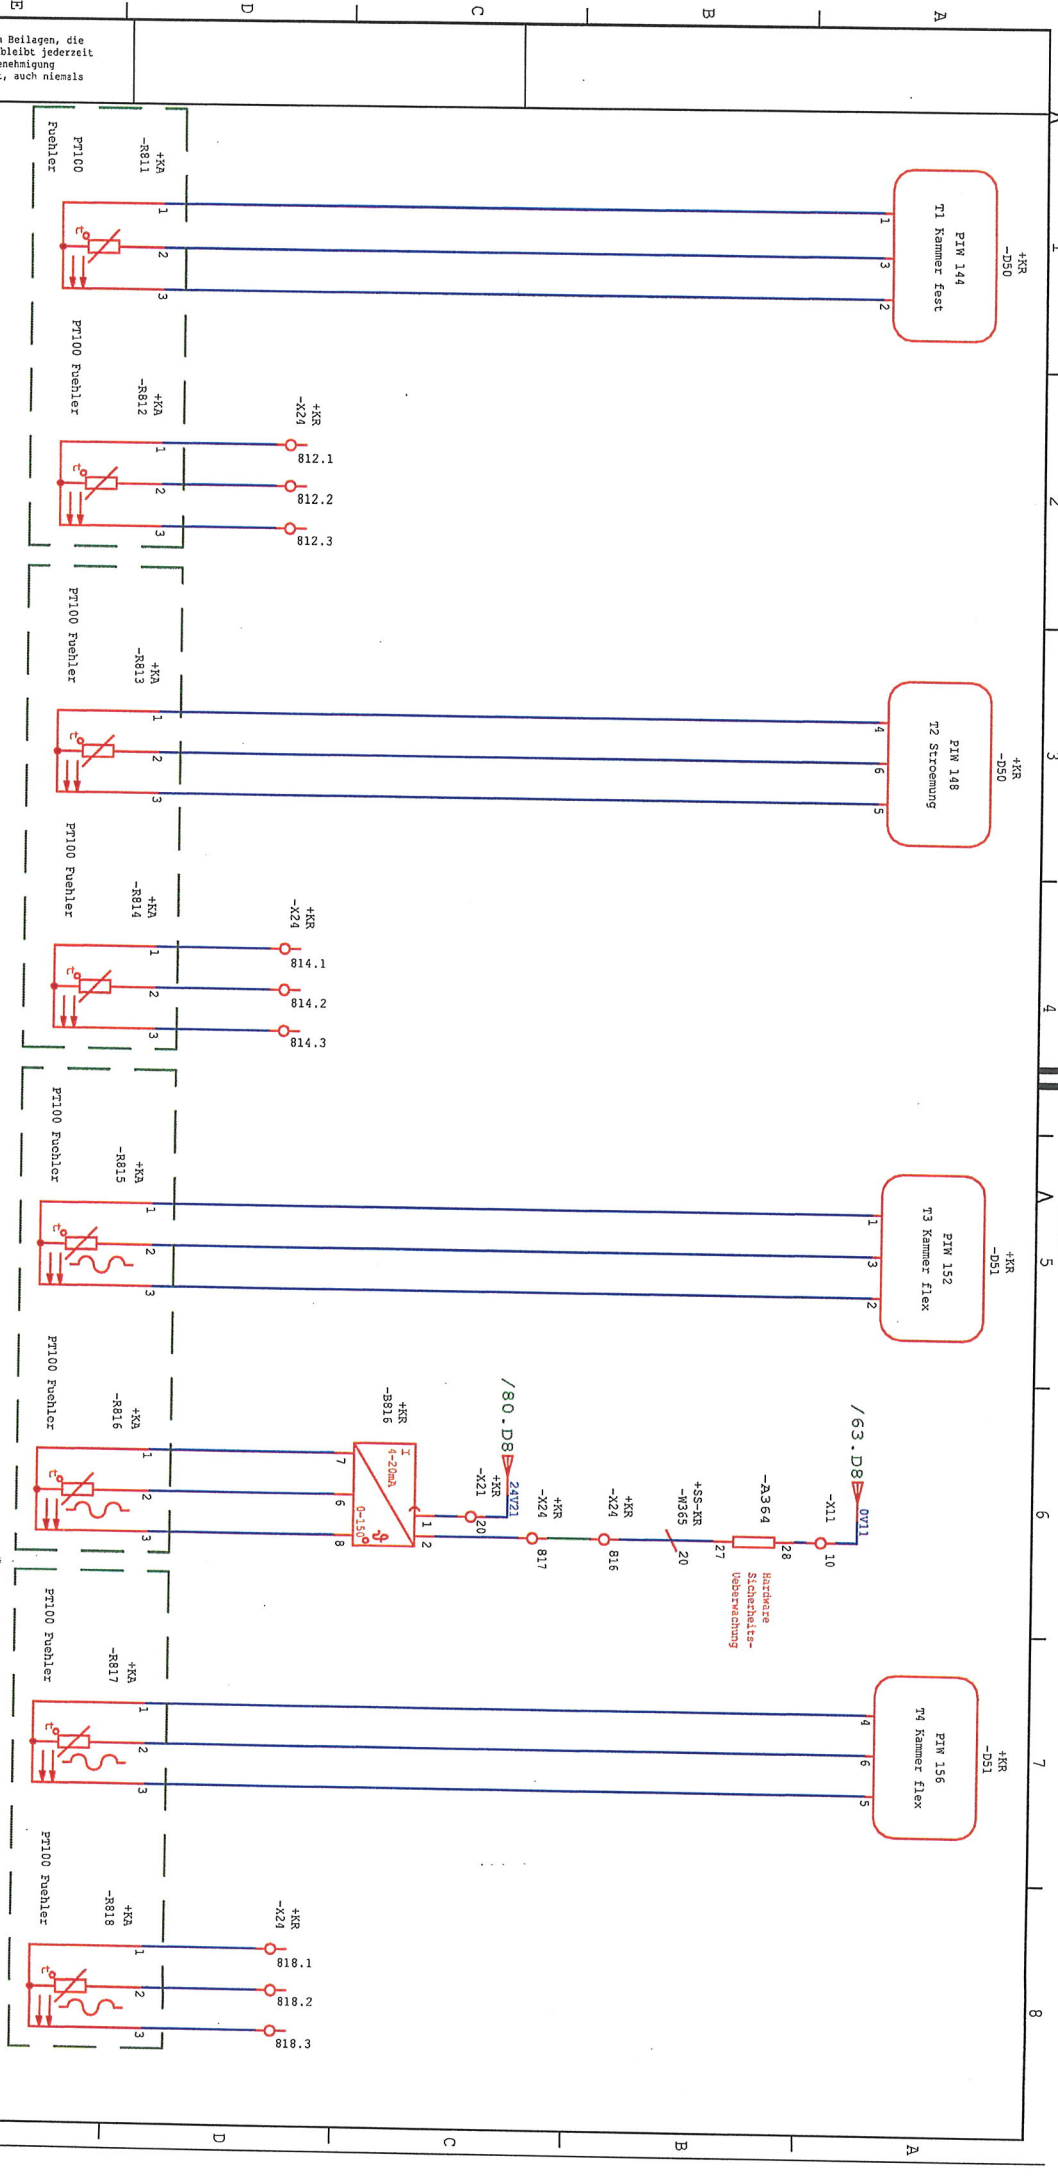 E
D
C
B
A
n Beilagen, die
bleibt jederzeit
enehmigung
t, auch niemals
1
2
3
4
5
6
7
8
+KR
-D50
PIW 144
T1 Kammer fest
1
3
2
+KA
-R811
PT100
Fuehler
1
2
3
t°
+KR
-X24
812.1
812.2
812.3
+KA
-R812
PT100 Fuehler
1
2
3
t°
+KR
-D50
PIW 148
T2 Stroemung
4
6
5
+KA
-R813
PT100 Fuehler
1
2
3
t°
+KR
-X24
814.1
814.2
814.3
+KA
-R814
PT100 Fuehler
1
2
3
t°
+KR
-D51
PIW 152
T3 Kammer flex
1
3
2
+KA
-R815
PT100 Fuehler
1
2
3
t°
/63.D8
0V11
-X11
10
28
-A364
Hardware
Sicherheits-
Ueberwachung
27
+SS-KR
-W365
20
+KR
-X24
816
+KR
-X24
817
/80.D8
24V21
+KR
-X21
20
1
2
+KR
-B816
I
4-20mA
0-150°
ϑ
7
6
8
+KA
-R816
PT100 Fuehler
1
2
3
t°
+KR
-D51
PIW 156
T4 Kammer flex
4
6
5
+KA
-R817
PT100 Fuehler
1
2
3
t°
+KR
-X24
818.1
818.2
818.3
+KA
-R818
PT100 Fuehler
1
2
3
t°
D
C
B
A